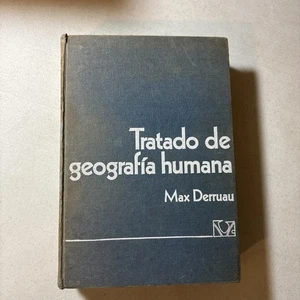 Tratado de
geografía humana
Max Derruau